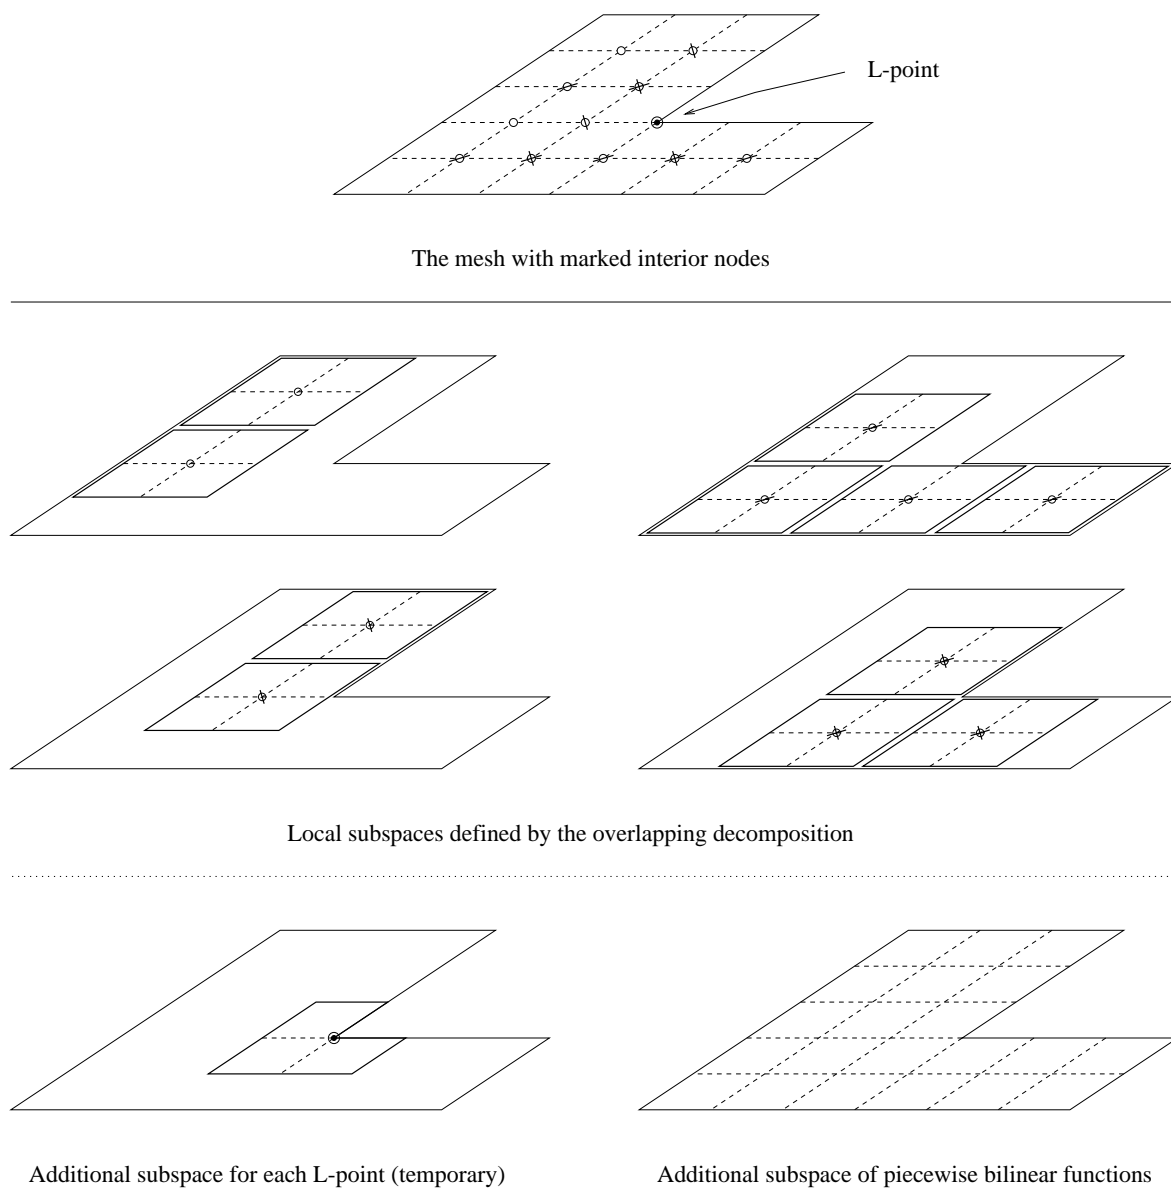 L-point
The mesh with marked interior nodes
Local subspaces defined by the overlapping decomposition
Additional subspace for each L-point (temporary)
Additional subspace of piecewise bilinear functions